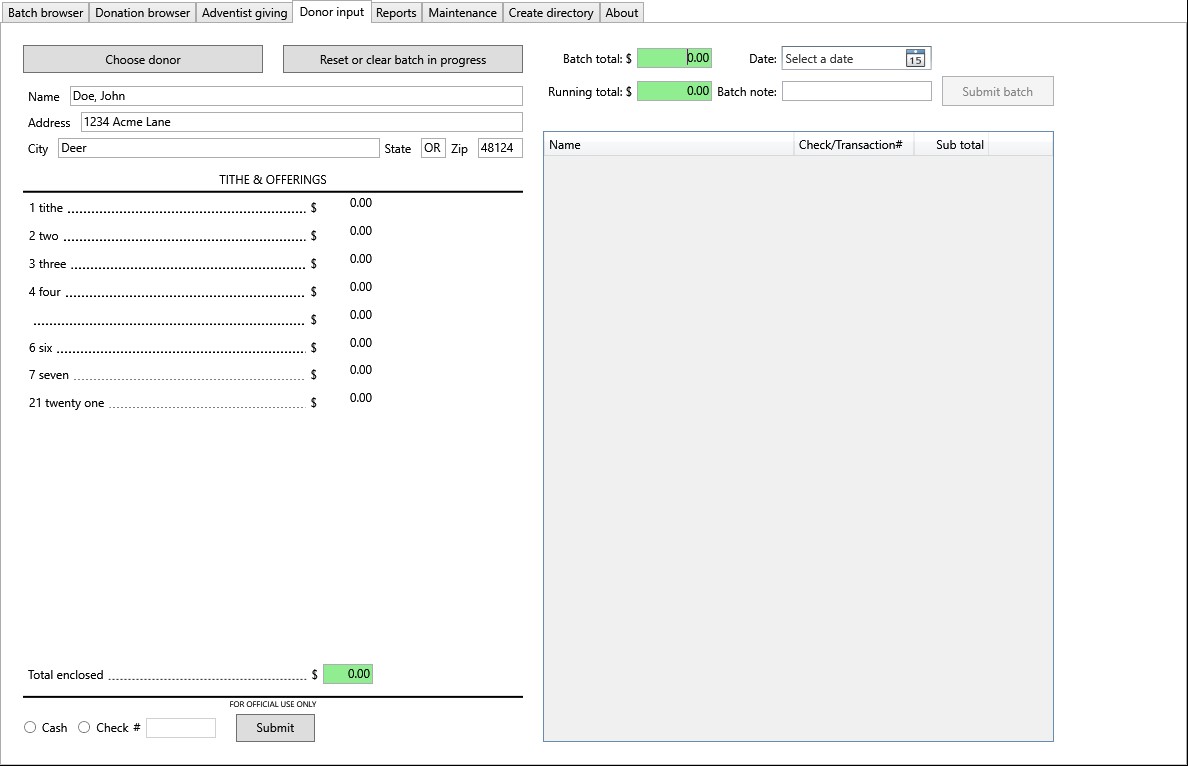 Batch browser Donation browser Adventist giving Donor input Reports Maintenance Create directory About
Choose donor Reset or clear batch in progress
Name Doe, John
Address 1234 Acme Lane
City Deer State OR Zip 48124
TITHE & OFFERINGS
1 tithe $ 0.00
2 two $ 0.00
3 three $ 0.00
4 four $ 0.00
$ 0.00
6 six $ 0.00
7 seven $ 0.00
21 twenty one $ 0.00
Total enclosed $ 0.00
FOR OFFICIAL USE ONLY
Cash Check # Submit
Batch total: $ 0.00 Date: Select a date 15
Running total: $ 0.00 Batch note: Submit batch
Name Check/Transaction# Sub total